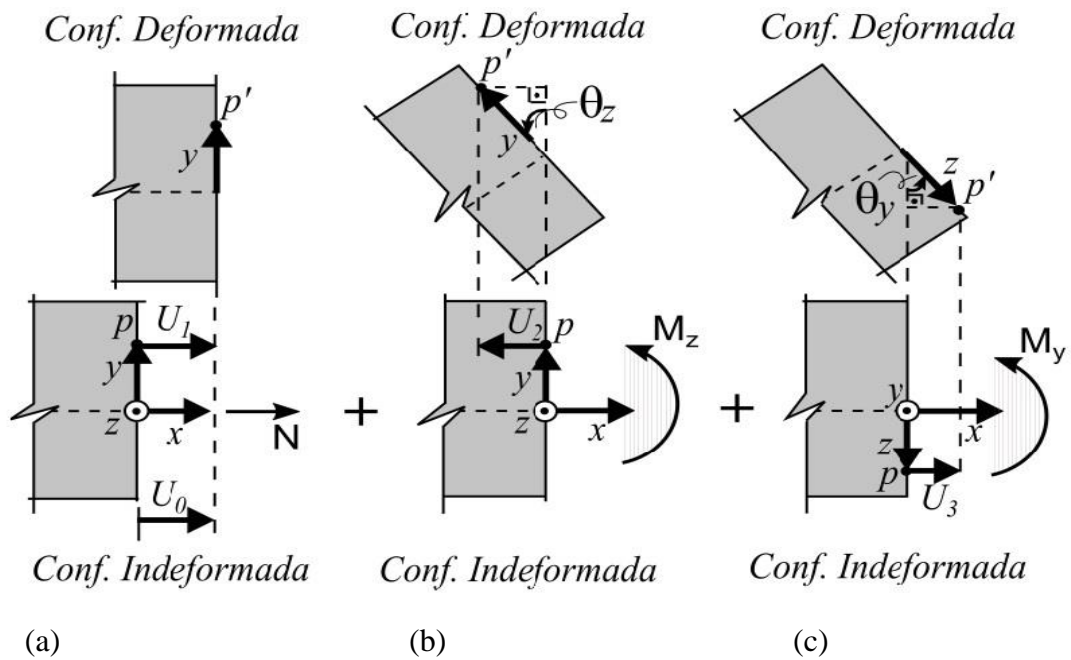 Conf. Deformada
Conf. Deformada
Conf. Deformada
p'
y
p'
θz
y
z
p'
θy
p
U1
y
z
x
N
U0
+
U2
p
y
z
x
Mz
+
y
x
z
p
U3
My
Conf. Indeformada
Conf. Indeformada
Conf. Indeformada
(a)
(b)
(c)